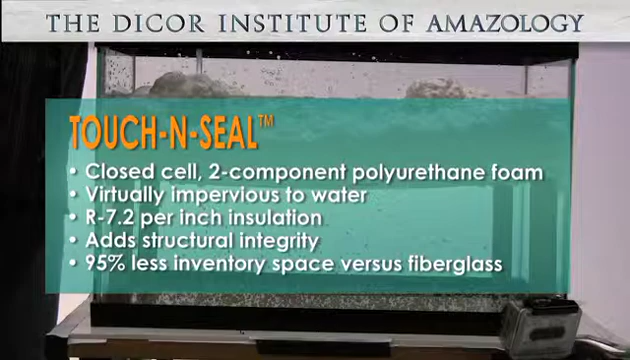 THE DICOR INSTITUTE OF AMAZOLOGY
TOUCH-N-SEAL™
• Closed cell, 2-component polyurethane foam
• Virtually impervious to water
• R-7.2 per inch insulation
• Adds structural integrity
• 95% less inventory space versus fiberglass